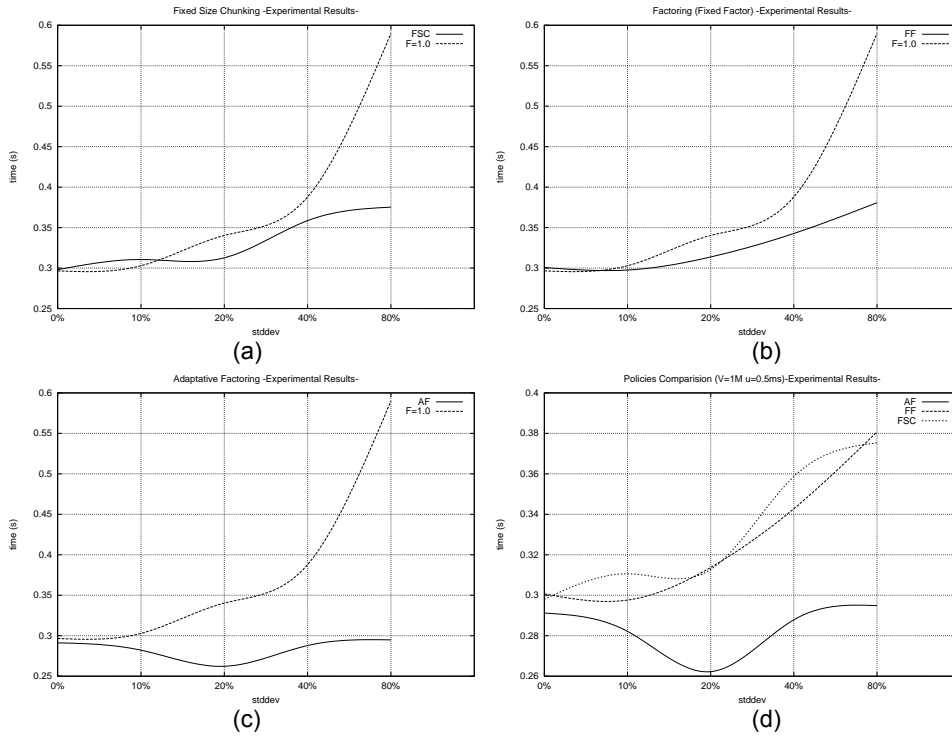 Fixed Size Chunking -Experimental Results-
FSC
F=1.0
0.6
0.55
0.5
0.45
0.4
0.35
0.3
0.25
time (s)
0%
10%
20%
40%
80%
stddev
(a)
Factoring (Fixed Factor) -Experimental Results-
FF
F=1.0
0.6
0.55
0.5
0.45
0.4
0.35
0.3
0.25
time (s)
0%
10%
20%
40%
80%
stddev
(b)
Adaptative Factoring -Experimental Results-
AF
F=1.0
0.6
0.55
0.5
0.45
0.4
0.35
0.3
0.25
time (s)
0%
10%
20%
40%
80%
stddev
(c)
Policies Comparision (V=1M u=0.5ms)-Experimental Results-
AF
FF
FSC
0.4
0.38
0.36
0.34
0.32
0.3
0.28
0.26
time (s)
0%
10%
20%
40%
80%
stddev
(d)